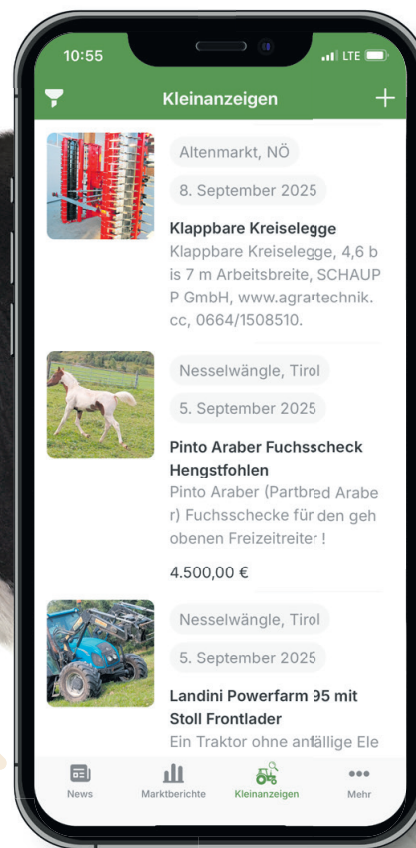 10:55
LTE
Kleinanzeigen
Altenmarkt, NÖ
8. September 2025
Klappbare Kreiselegge
Klappbare Kreiselegge, 4,6 b
is 7 m Arbeitsbreite, SCHAUP
P GmbH, www.agrartechnik.
cc, 0664/1508510.
Nesselwängle, Tirol
5. September 2025
Pinto Araber Fuchsscheck
Hengstfohlen
Pinto Araber (Partbred Arabe
r) Fuchsschecke für den geh
obenen Freizeitreiter !
4.500,00 €
Nesselwängle, Tirol
5. September 2025
Landini Powerfarm 95 mit
Stoll Frontlader
Ein Traktor ohne anfällige Ele
News
Marktberichte
Kleinanzeigen
Mehr